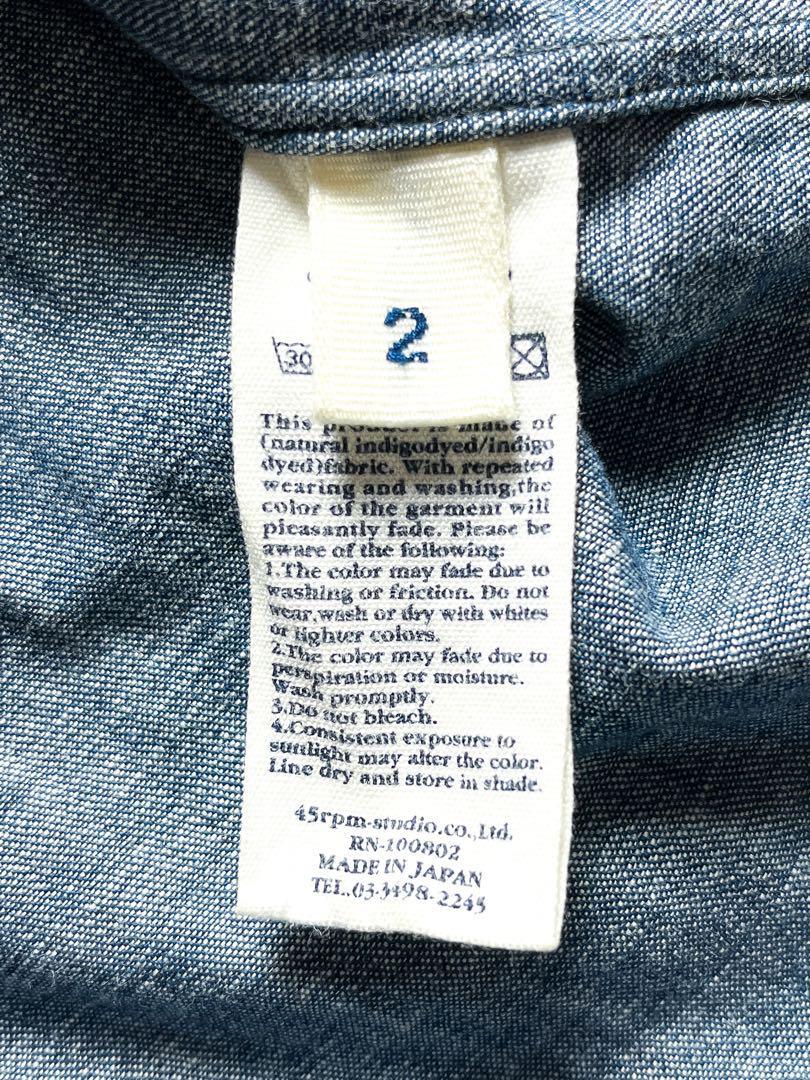 2
30
This product is made of
(natural indigodyed/indigo
dyed)fabric. With repeated
wearing and washing,the
color of the garment will
pleasantly fade. Please be
aware of the following:
1.The color may fade due to
washing or friction. Do not
wear,wash or dry with whites
or lighter colors.
2.The color may fade due to
perspiration or moisture.
Wash promptly.
3.Do not bleach.
4.Consistent exposure to
sunlight may alter the color.
Line dry and store in shade.
45rpm-studio.co.,Ltd.
RN-100802
MADE IN JAPAN
TEL.03-3498-2245